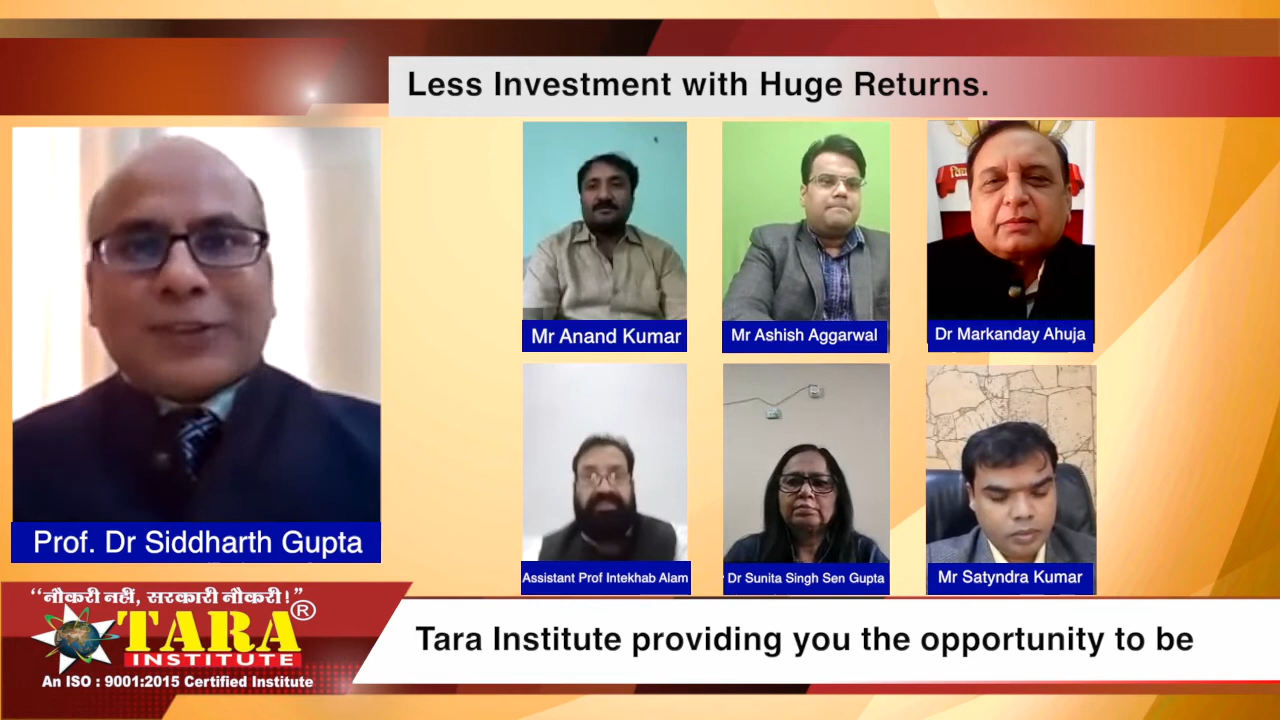 Less Investment with Huge Returns.
Mr Anand Kumar
Mr Ashish Aggarwal
Dr Markanday Ahuja
Prof. Dr Siddharth Gupta
Assistant Prof Intekhab Alam
Dr Sunita Singh Sen Gupta
Mr Satyndra Kumar
“नौकरी नहीं, सरकारी नौकरी!”
TARA®
INSTITUTE
An ISO : 9001:2015 Certified Institute
Tara Institute providing you the opportunity to be